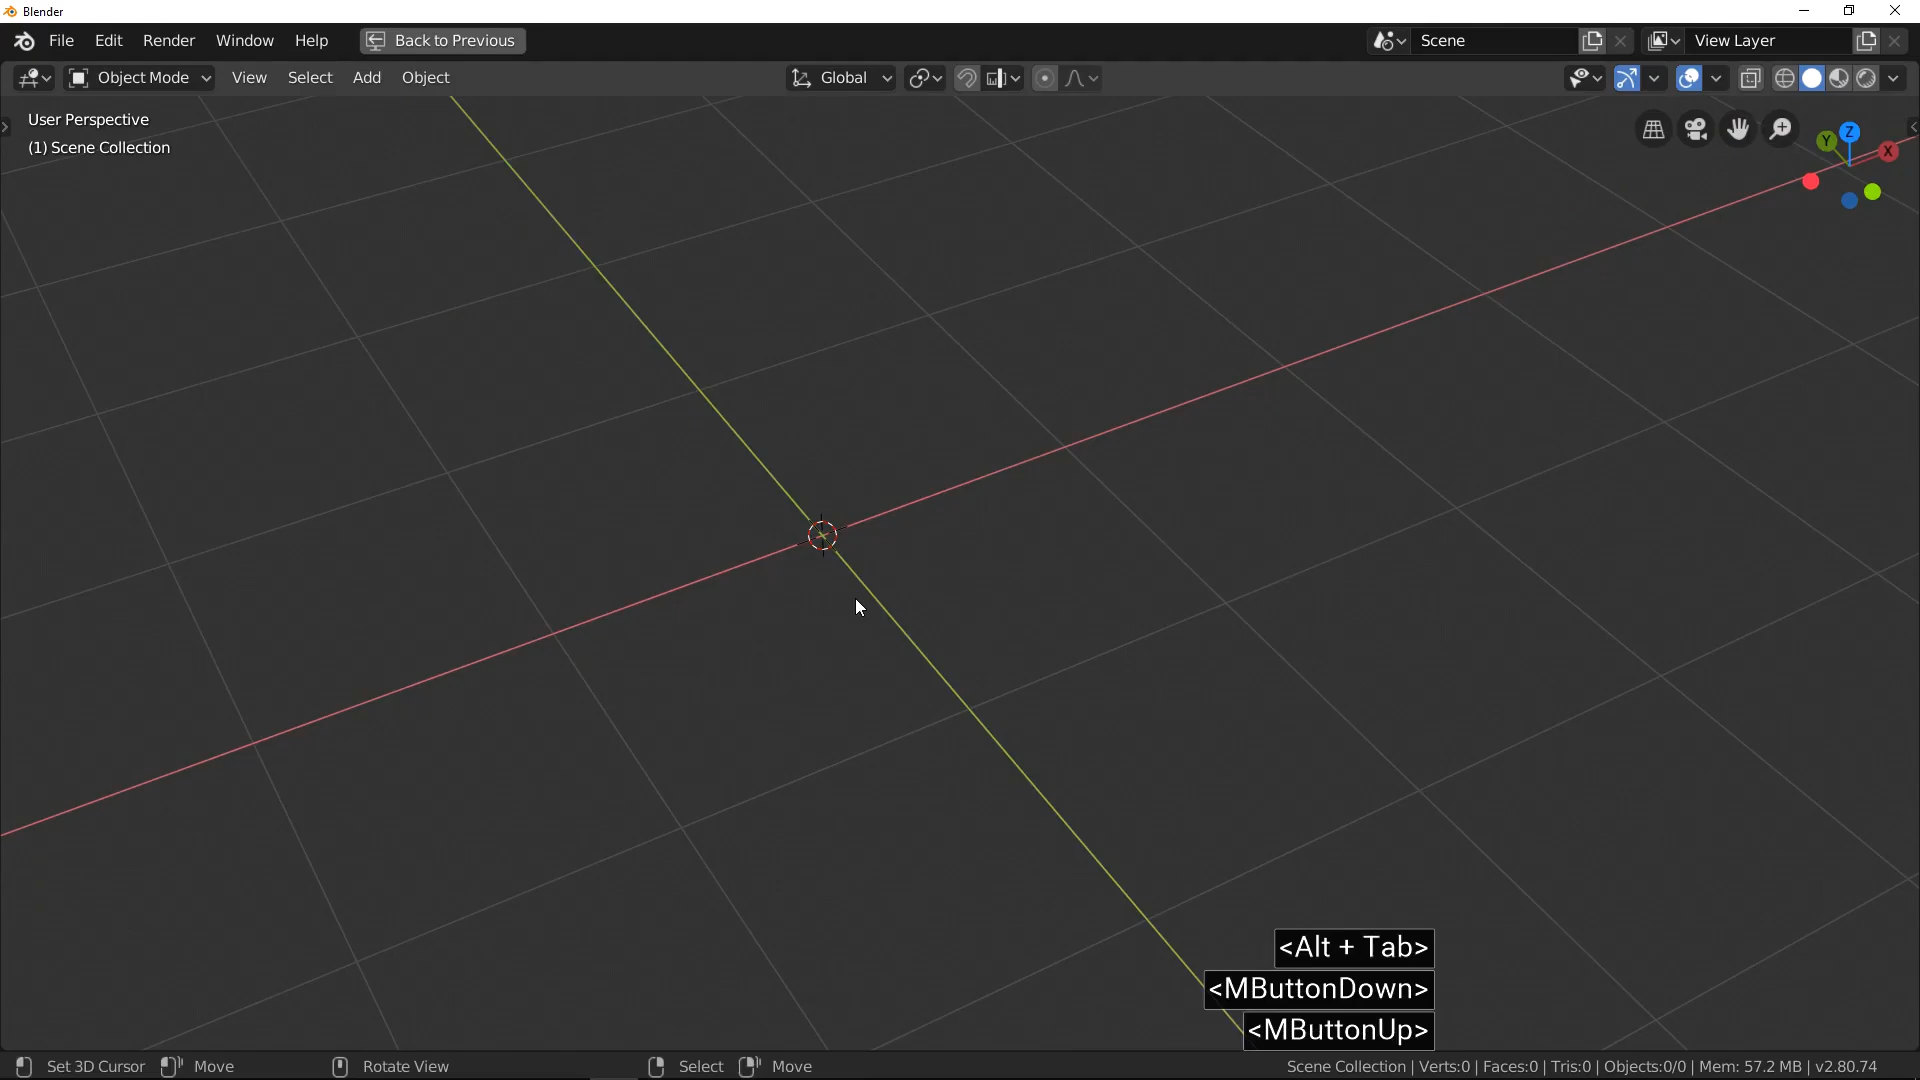 Blender
File Edit Render Window Help Back to Previous Scene View Layer
Object Mode View Select Add Object Global
User Perspective
(1) Scene Collection
Z
Y
X
<Alt + Tab>
<MButtonDown>
<MButtonUp>
Set 3D Cursor Move Rotate View Select Move Scene Collection | Verts:0 | Faces:0 | Tris:0 | Objects:0/0 | Mem: 57.2 MB | v2.80.74